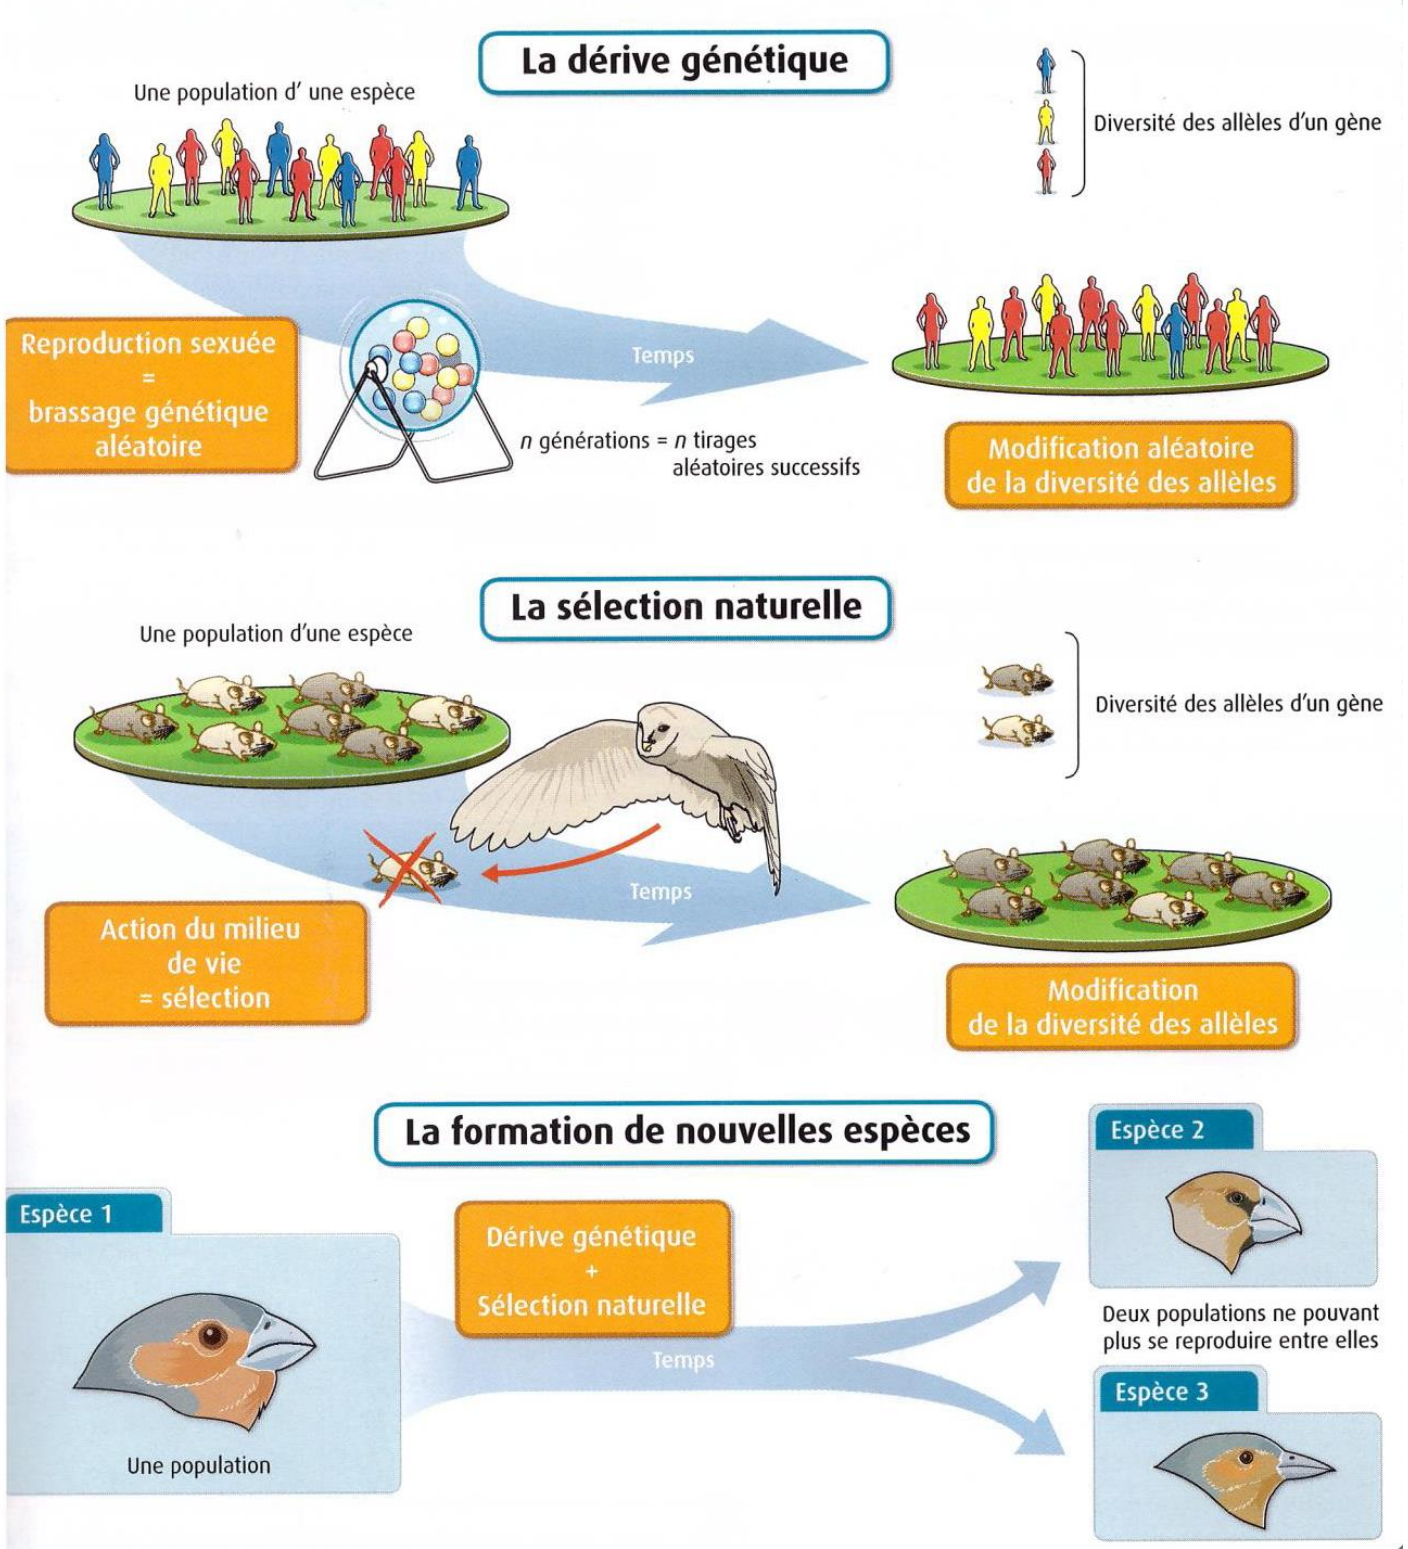 La dérive génétique
Une population d' une espèce
Diversité des allèles d'un gène
Reproduction sexuée
=
brassage génétique
aléatoire
Temps
n générations = n tirages
aléatoires successifs
Modification aléatoire
de la diversité des allèles
La sélection naturelle
Une population d'une espèce
Diversité des allèles d'un gène
Temps
Action du milieu
de vie
= sélection
Modification
de la diversité des allèles
La formation de nouvelles espèces
Espèce 1
Une population
Dérive génétique
+
Sélection naturelle
Temps
Espèce 2
Deux populations ne pouvant
plus se reproduire entre elles
Espèce 3